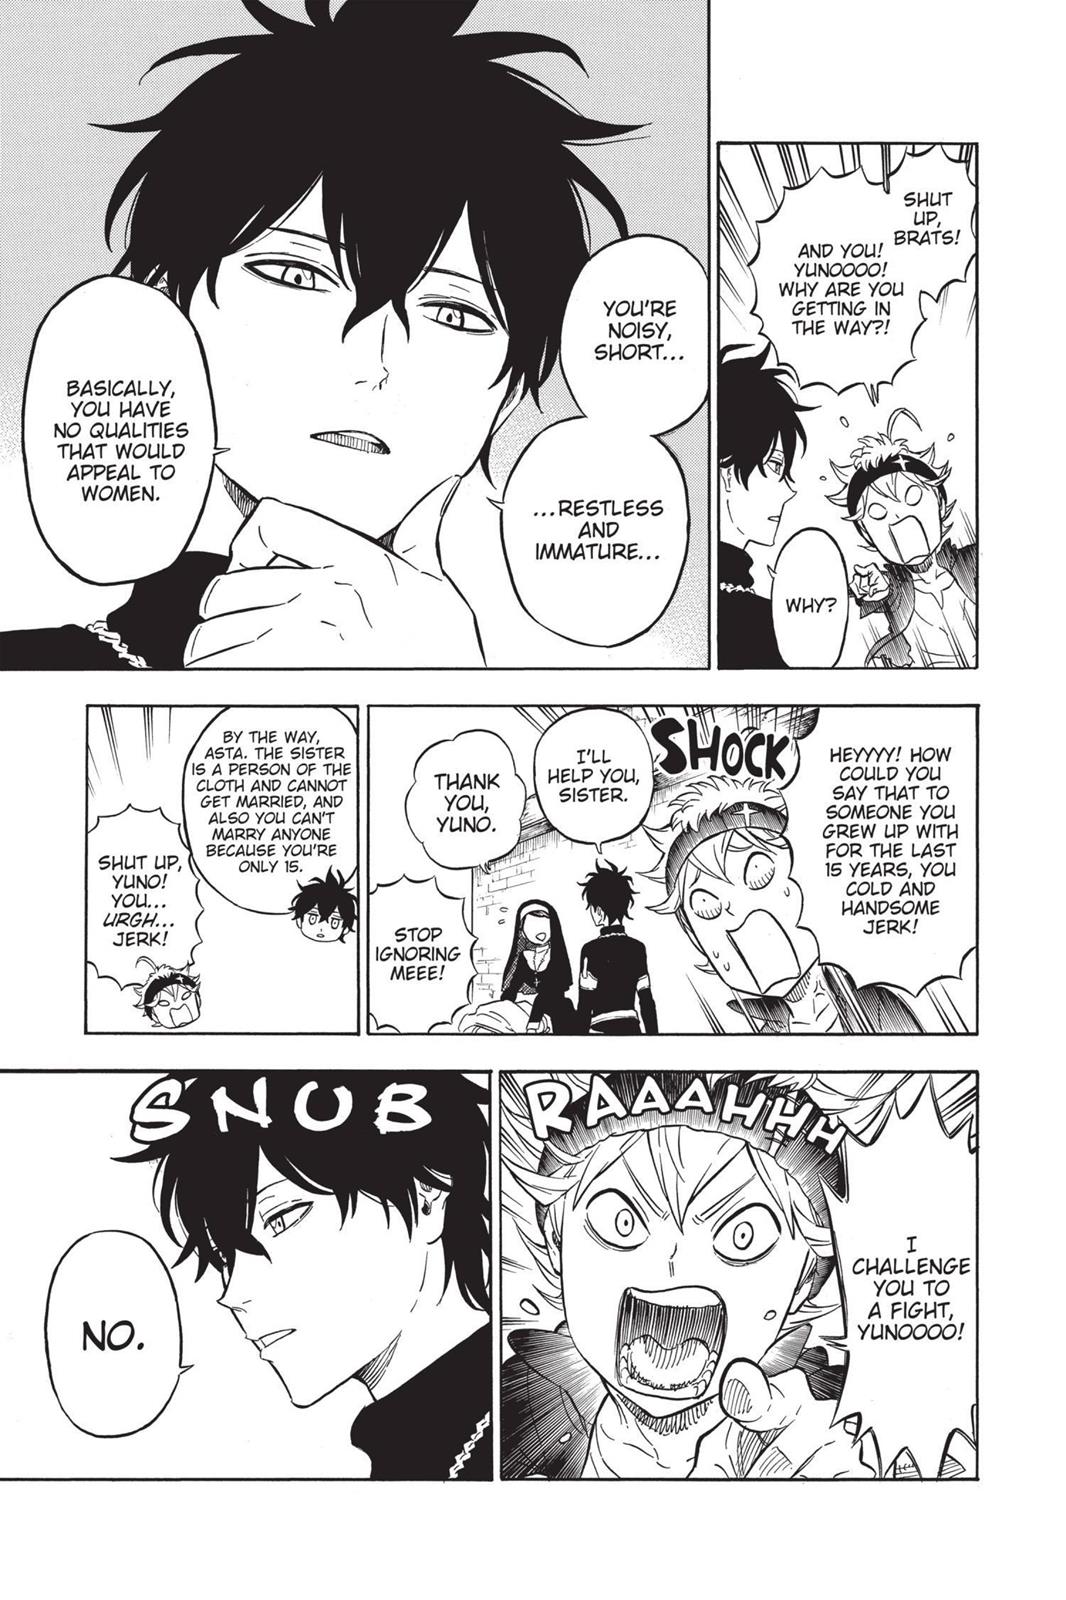 SHUT
UP,
BRATS!
AND YOU!
YUNOOOO!
WHY ARE YOU
GETTING IN
THE WAY?!
WHY?
YOU'RE
NOISY,
SHORT...
...RESTLESS
AND
IMMATURE...
BASICALLY,
YOU HAVE
NO QUALITIES
THAT WOULD
APPEAL TO
WOMEN.
HEYYYY! HOW
COULD YOU
SAY THAT TO
SOMEONE YOU
GREW UP WITH
FOR THE LAST
15 YEARS, YOU
COLD AND
HANDSOME
JERK!
SHOCK
I'LL
HELP YOU,
SISTER.
THANK
YOU,
YUNO.
STOP
IGNORING
MEEE!
BY THE WAY,
ASTA. THE SISTER
IS A PERSON OF THE
CLOTH AND CANNOT
GET MARRIED, AND
ALSO YOU CAN'T
MARRY ANYONE
BECAUSE YOU'RE
ONLY 15.
SHUT UP,
YUNO!
YOU...
URGH...
JERK!
RAAAHHH
I
CHALLENGE
YOU TO
A FIGHT,
YUNOOOO!
SNUB
NO.